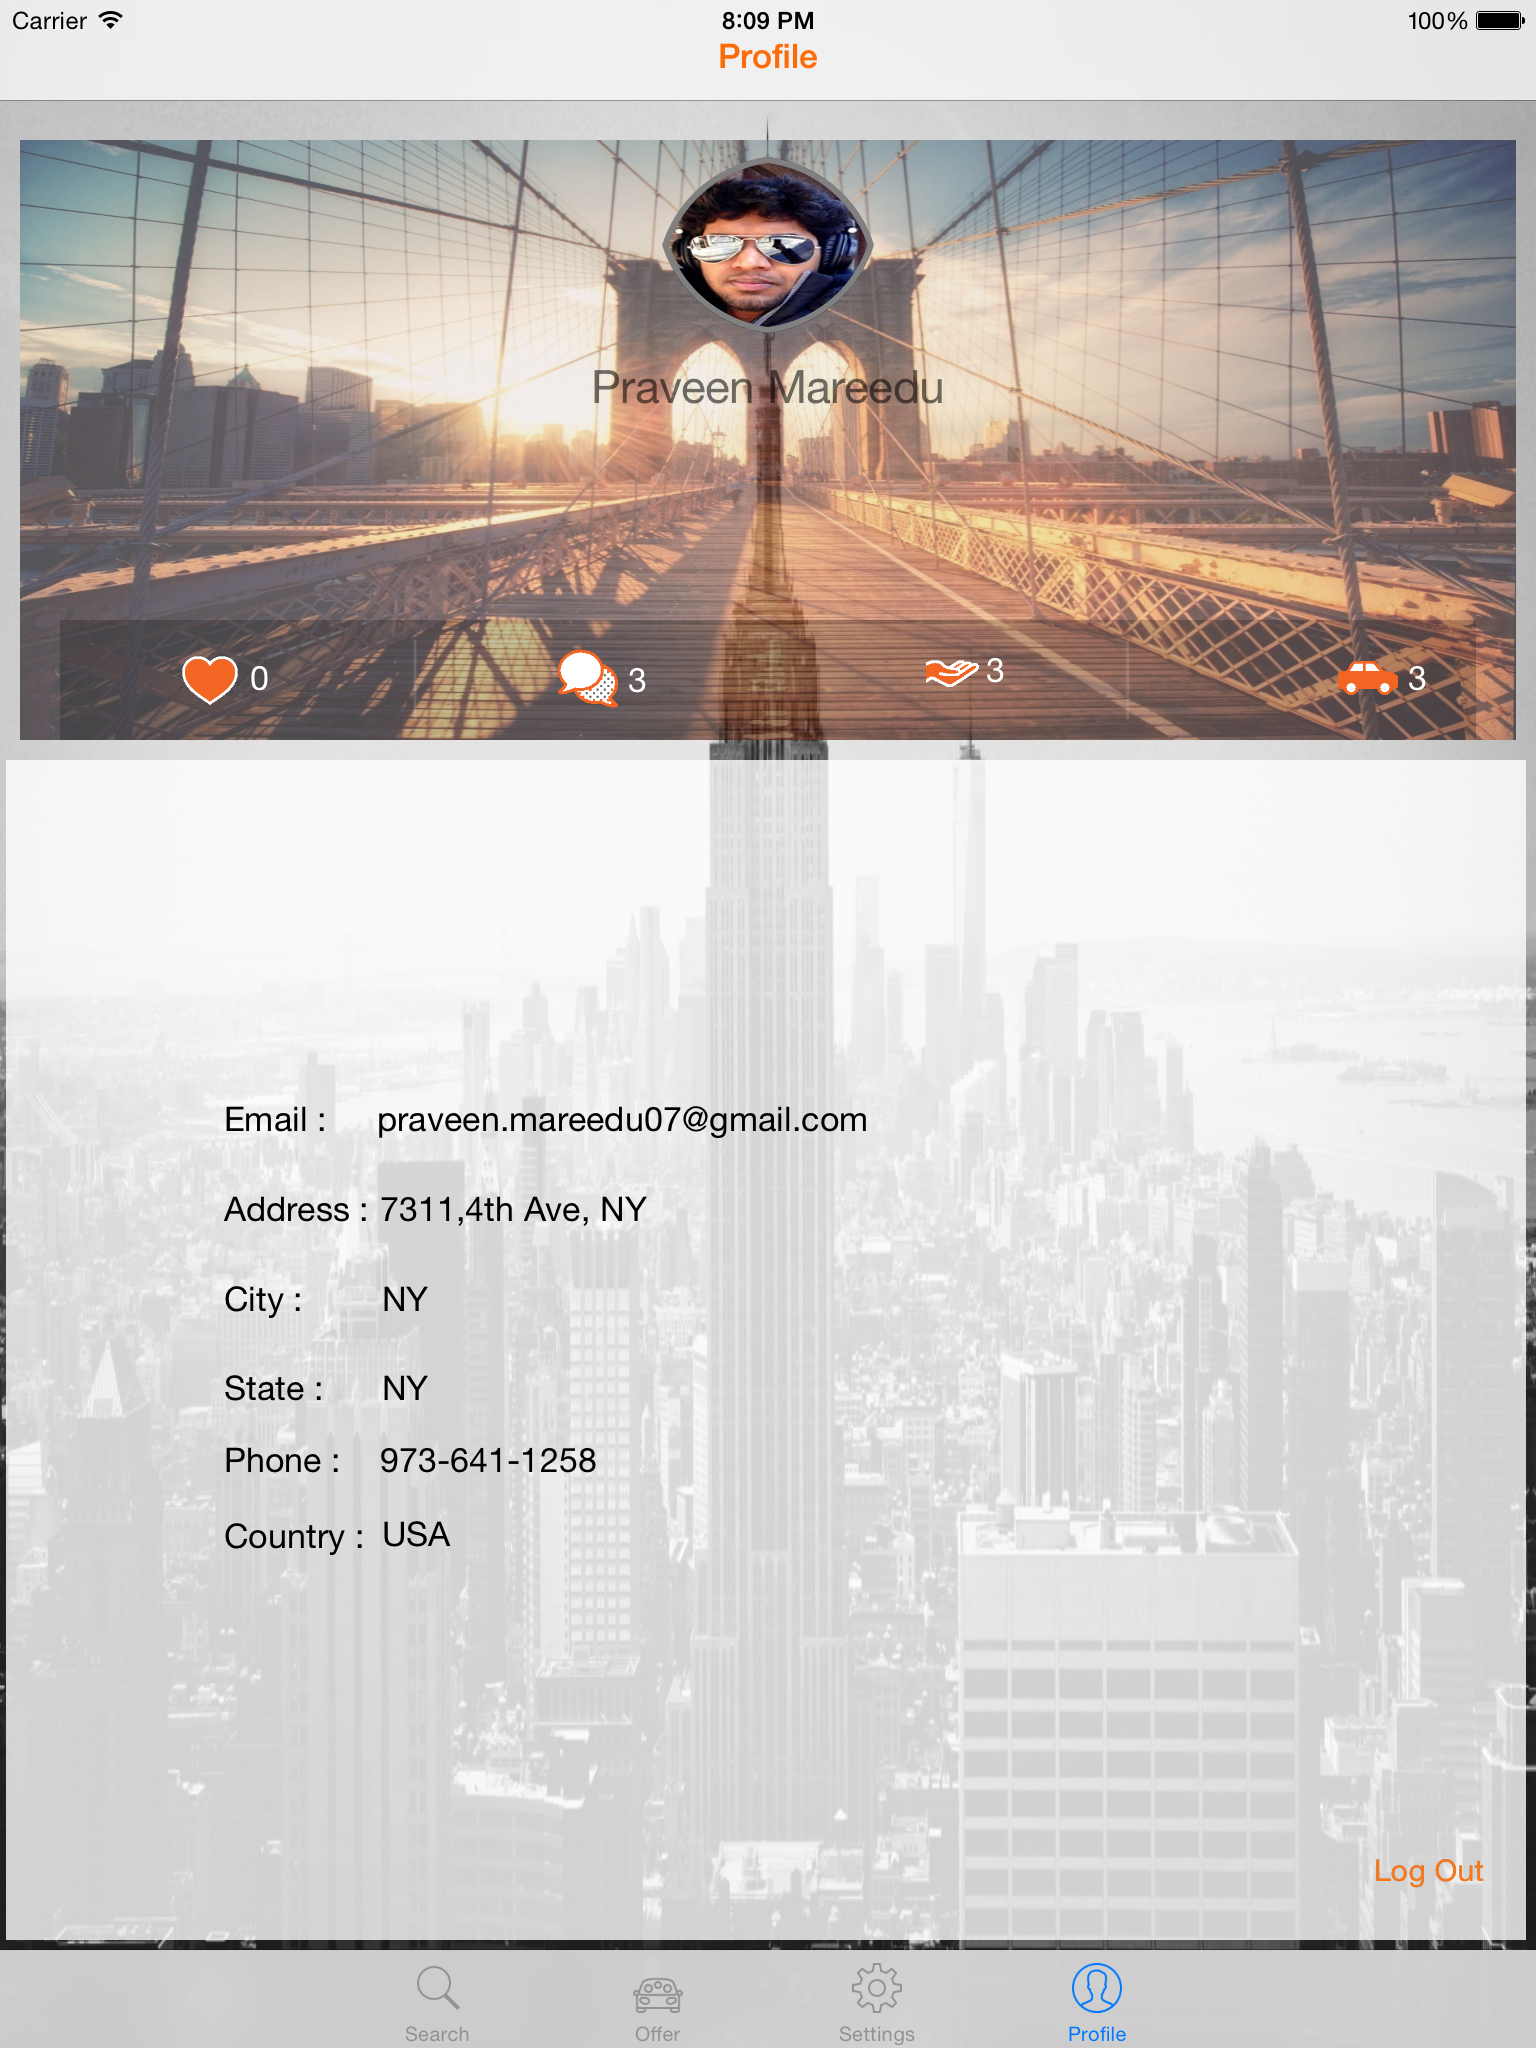 Carrier 8:09 PM 100%
Profile
Praveen Mareedu
0 3 3 3
Email : praveen.mareedu07@gmail.com
Address : 7311,4th Ave, NY
City : NY
State : NY
Phone : 973-641-1258
Country : USA
Log Out
Search Offer Settings Profile